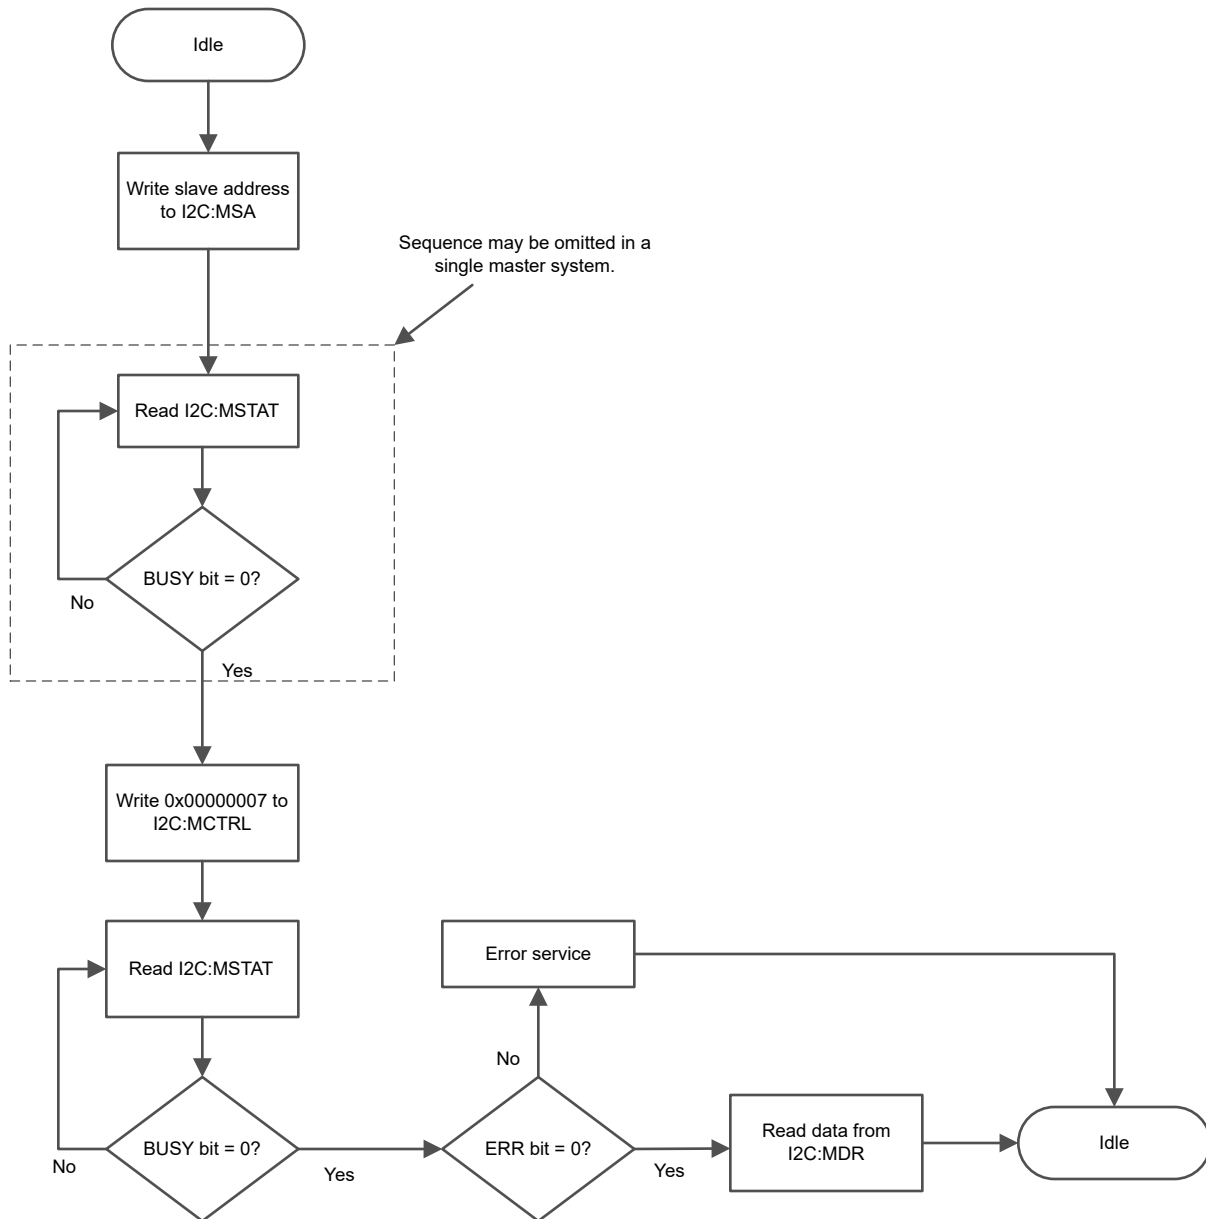 Idle
Write slave address
to I2C:MSA
Sequence may be omitted in a
single master system.
Read I2C:MSTAT
BUSY bit = 0?
No
Yes
Write 0x00000007 to
I2C:MCTRL
Read I2C:MSTAT
Error service
No
BUSY bit = 0?
No
Yes
ERR bit = 0?
Yes
Read data from
I2C:MDR
Idle